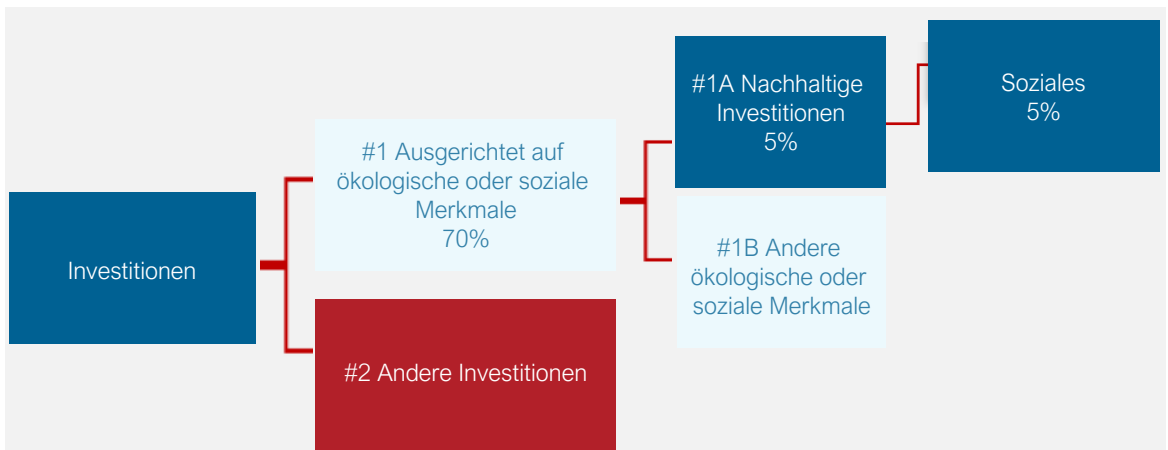 Investitionen
#1 Ausgerichtet auf
ökologische oder soziale
Merkmale
70%
#2 Andere Investitionen
#1A Nachhaltige
Investitionen
5%
#1B Andere
ökologische oder
soziale Merkmale
Soziales
5%